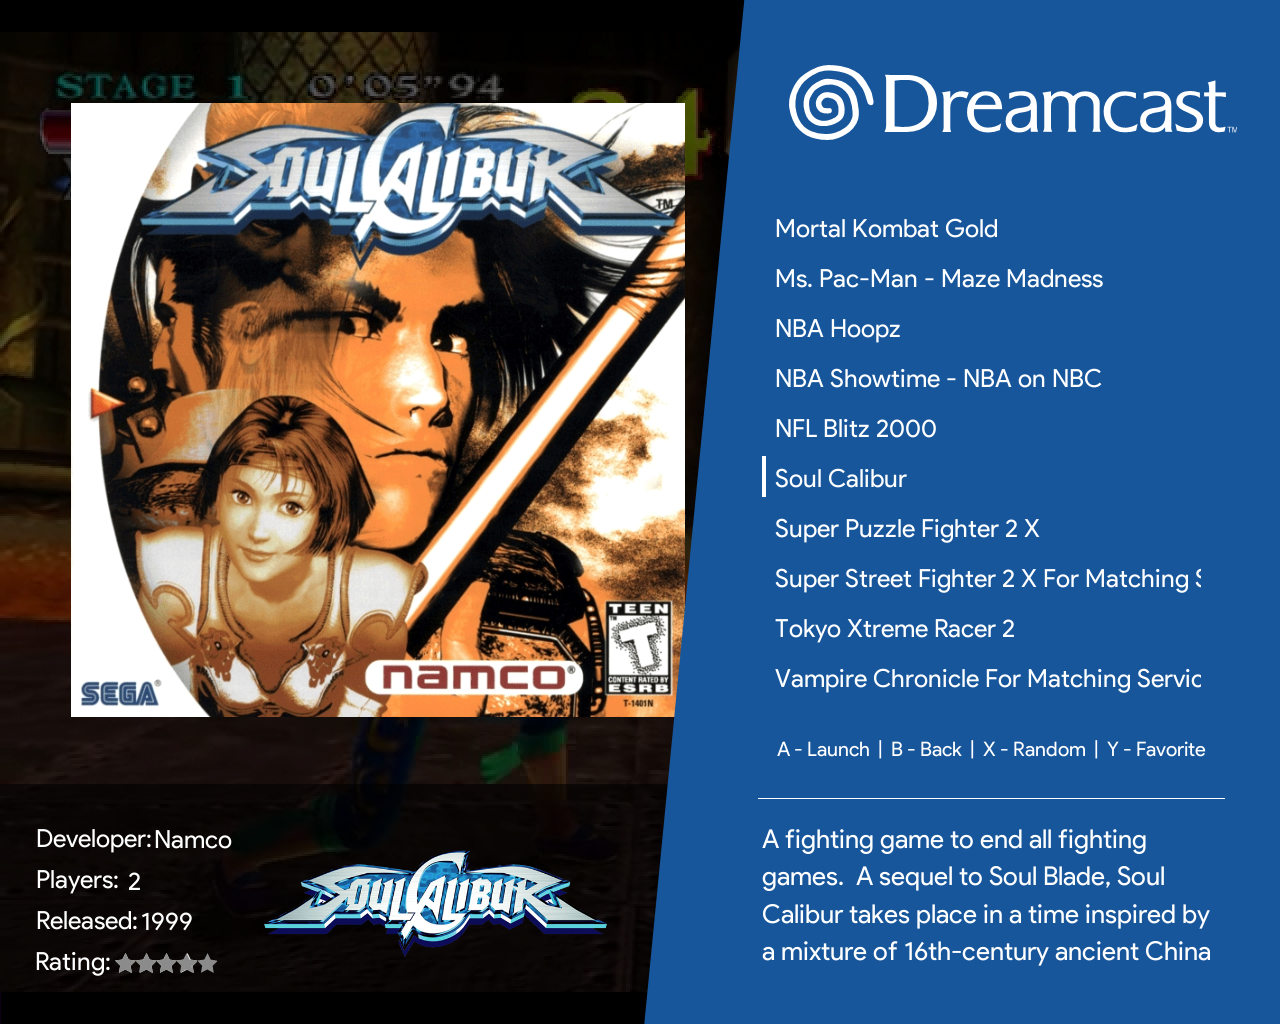 STAGE 1 0'05"94
SOULCALIBUR
TM
TEEN
T
CONTENT RATED BY
ESRB
T-1401N
namco®
SEGA®
Dreamcast™
Mortal Kombat Gold
Ms. Pac-Man - Maze Madness
NBA Hoopz
NBA Showtime - NBA on NBC
NFL Blitz 2000
Soul Calibur
Super Puzzle Fighter 2 X
Super Street Fighter 2 X For Matching S
Tokyo Xtreme Racer 2
Vampire Chronicle For Matching Servic
A - Launch | B - Back | X - Random | Y - Favorite
Developer: Namco
Players: 2
Released: 1999
Rating:
SOULCALIBUR
A fighting game to end all fighting
games.  A sequel to Soul Blade, Soul
Calibur takes place in a time inspired by
a mixture of 16th-century ancient China